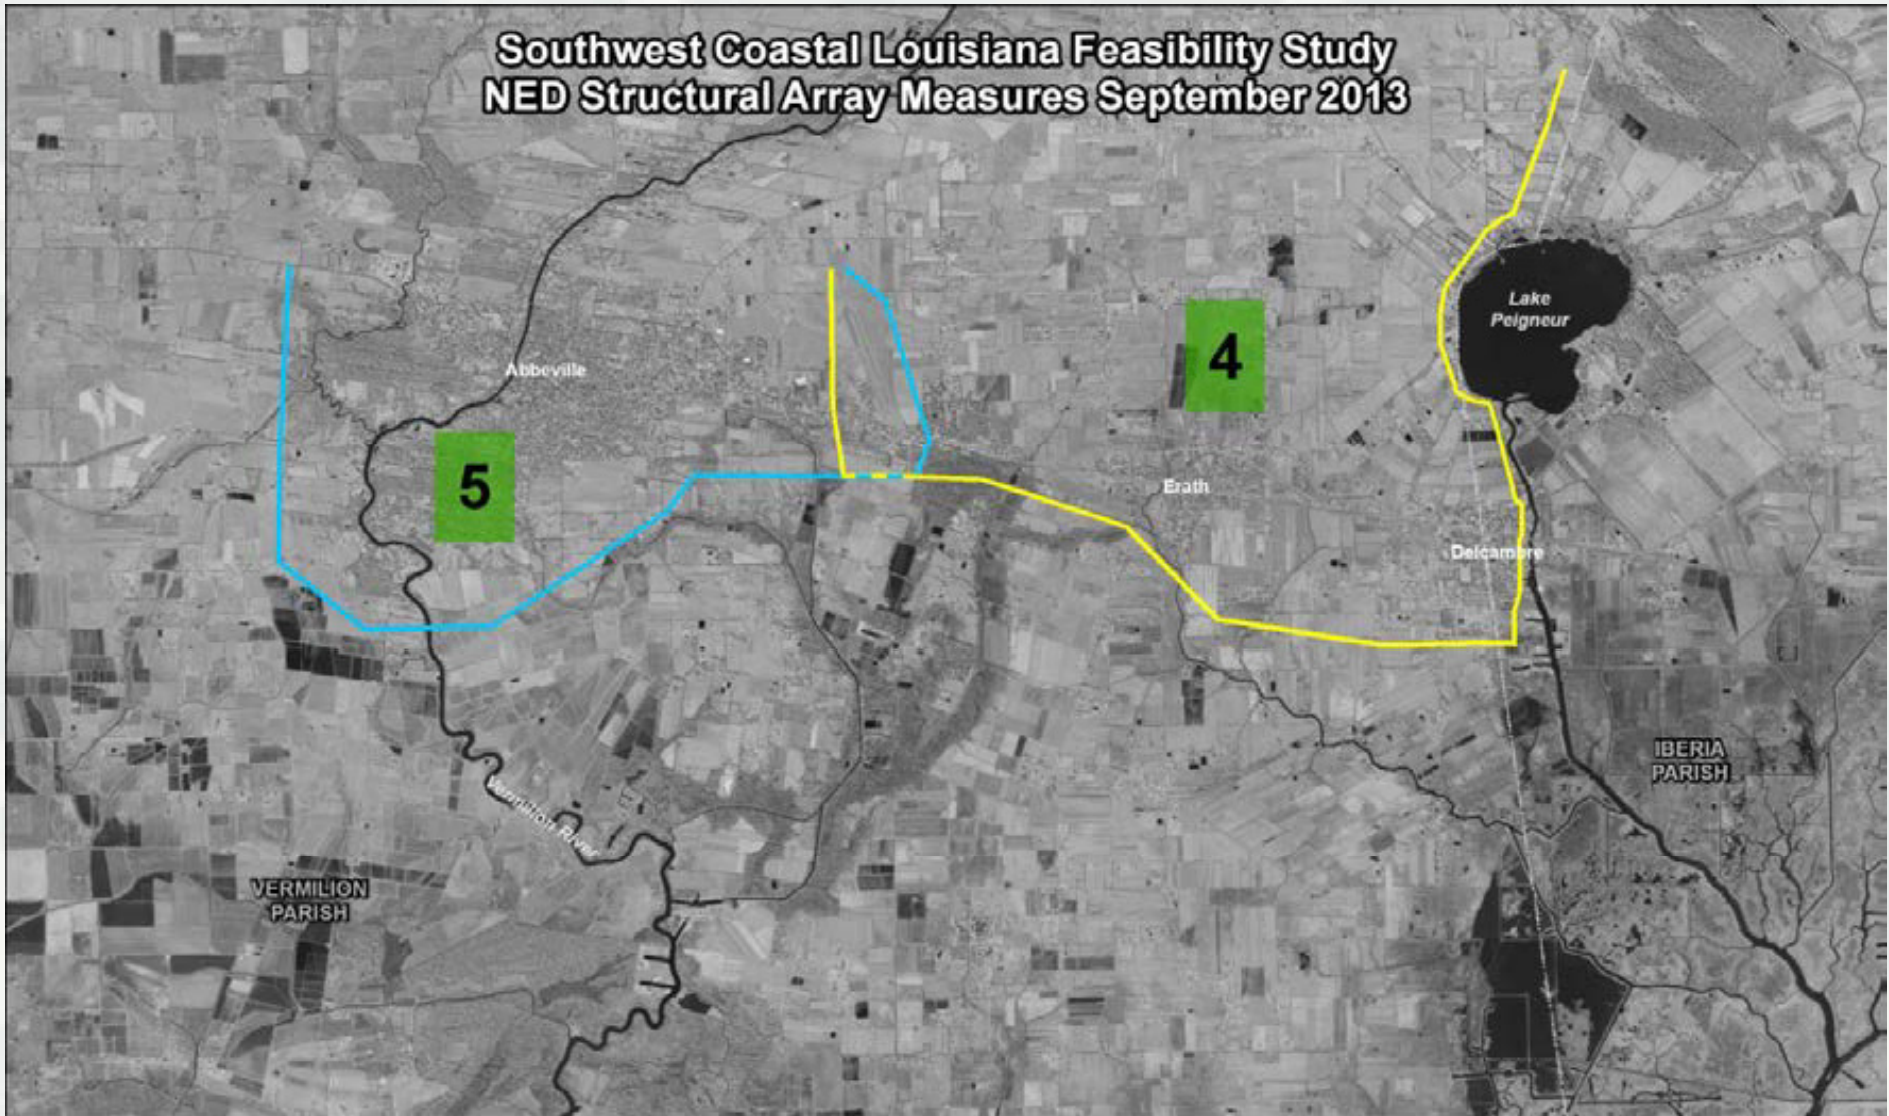 Southwest Coastal Louisiana Feasibility Study
NED Structural Array Measures September 2013
Lake
Peigneur
4
Abbeville
5
Erath
Delcambre
IBERIA
PARISH
Vermilion River
VERMILION
PARISH